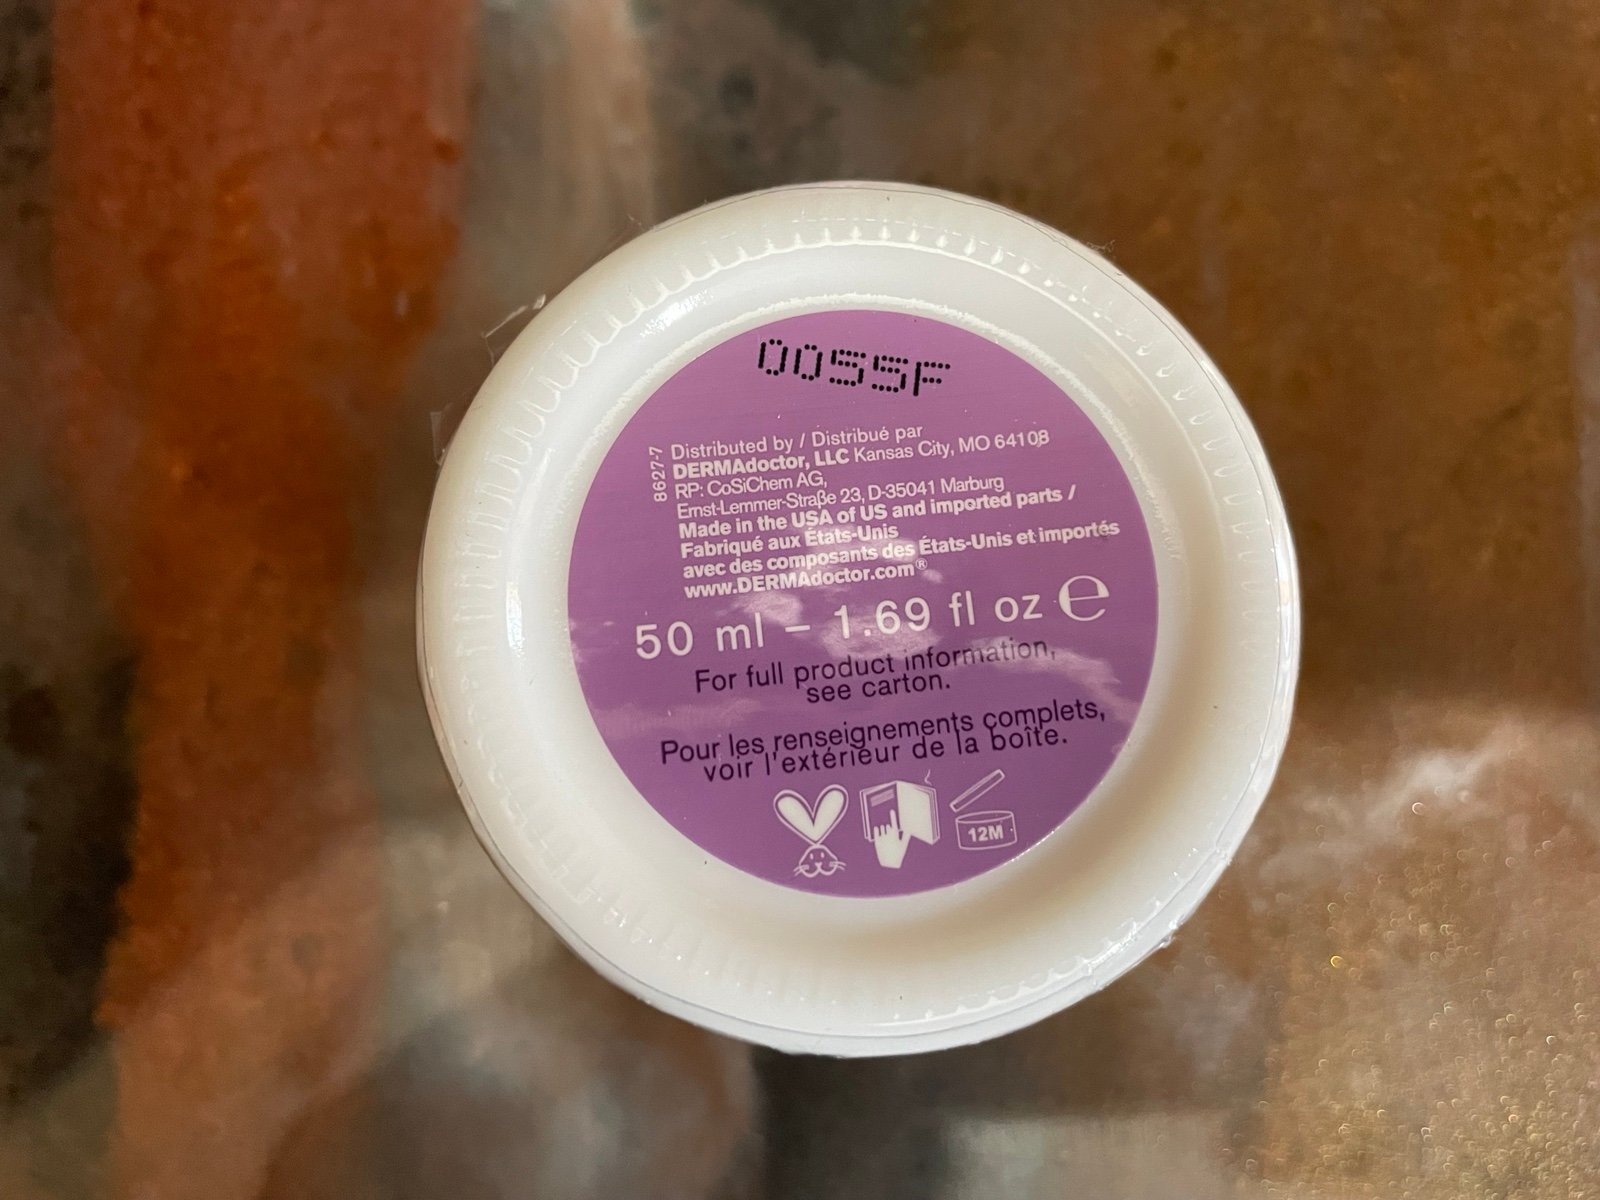 0055F
8627-7
Distributed by / Distribué par
DERMAdoctor, LLC Kansas City, MO 64108
RP: CoSiChem AG,
Ernst-Lemmer-Straße 23, D-35041 Marburg
Made in the USA of US and imported parts /
Fabriqué aux États-Unis
avec des composants des États-Unis et importés
www.DERMAdoctor.com®
50 ml – 1.69 fl oz ℮
For full product information,
see carton.
Pour les renseignements complets,
voir l'extérieur de la boîte.
12M